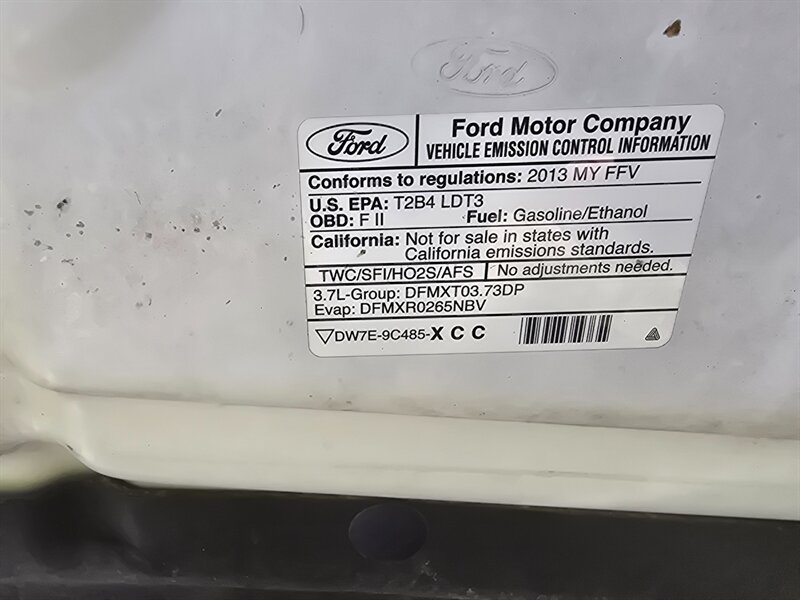 Ford
Ford
Ford Motor Company
VEHICLE EMISSION CONTROL INFORMATION
Conforms to regulations: 2013 MY FFV
U.S. EPA: T2B4 LDT3
OBD: F II Fuel: Gasoline/Ethanol
California: Not for sale in states with
California emissions standards.
TWC/SFI/HO2S/AFS No adjustments needed.
3.7L-Group: DFMXT03.73DP
Evap: DFMXR0265NBV
DW7E-9C485-X C C